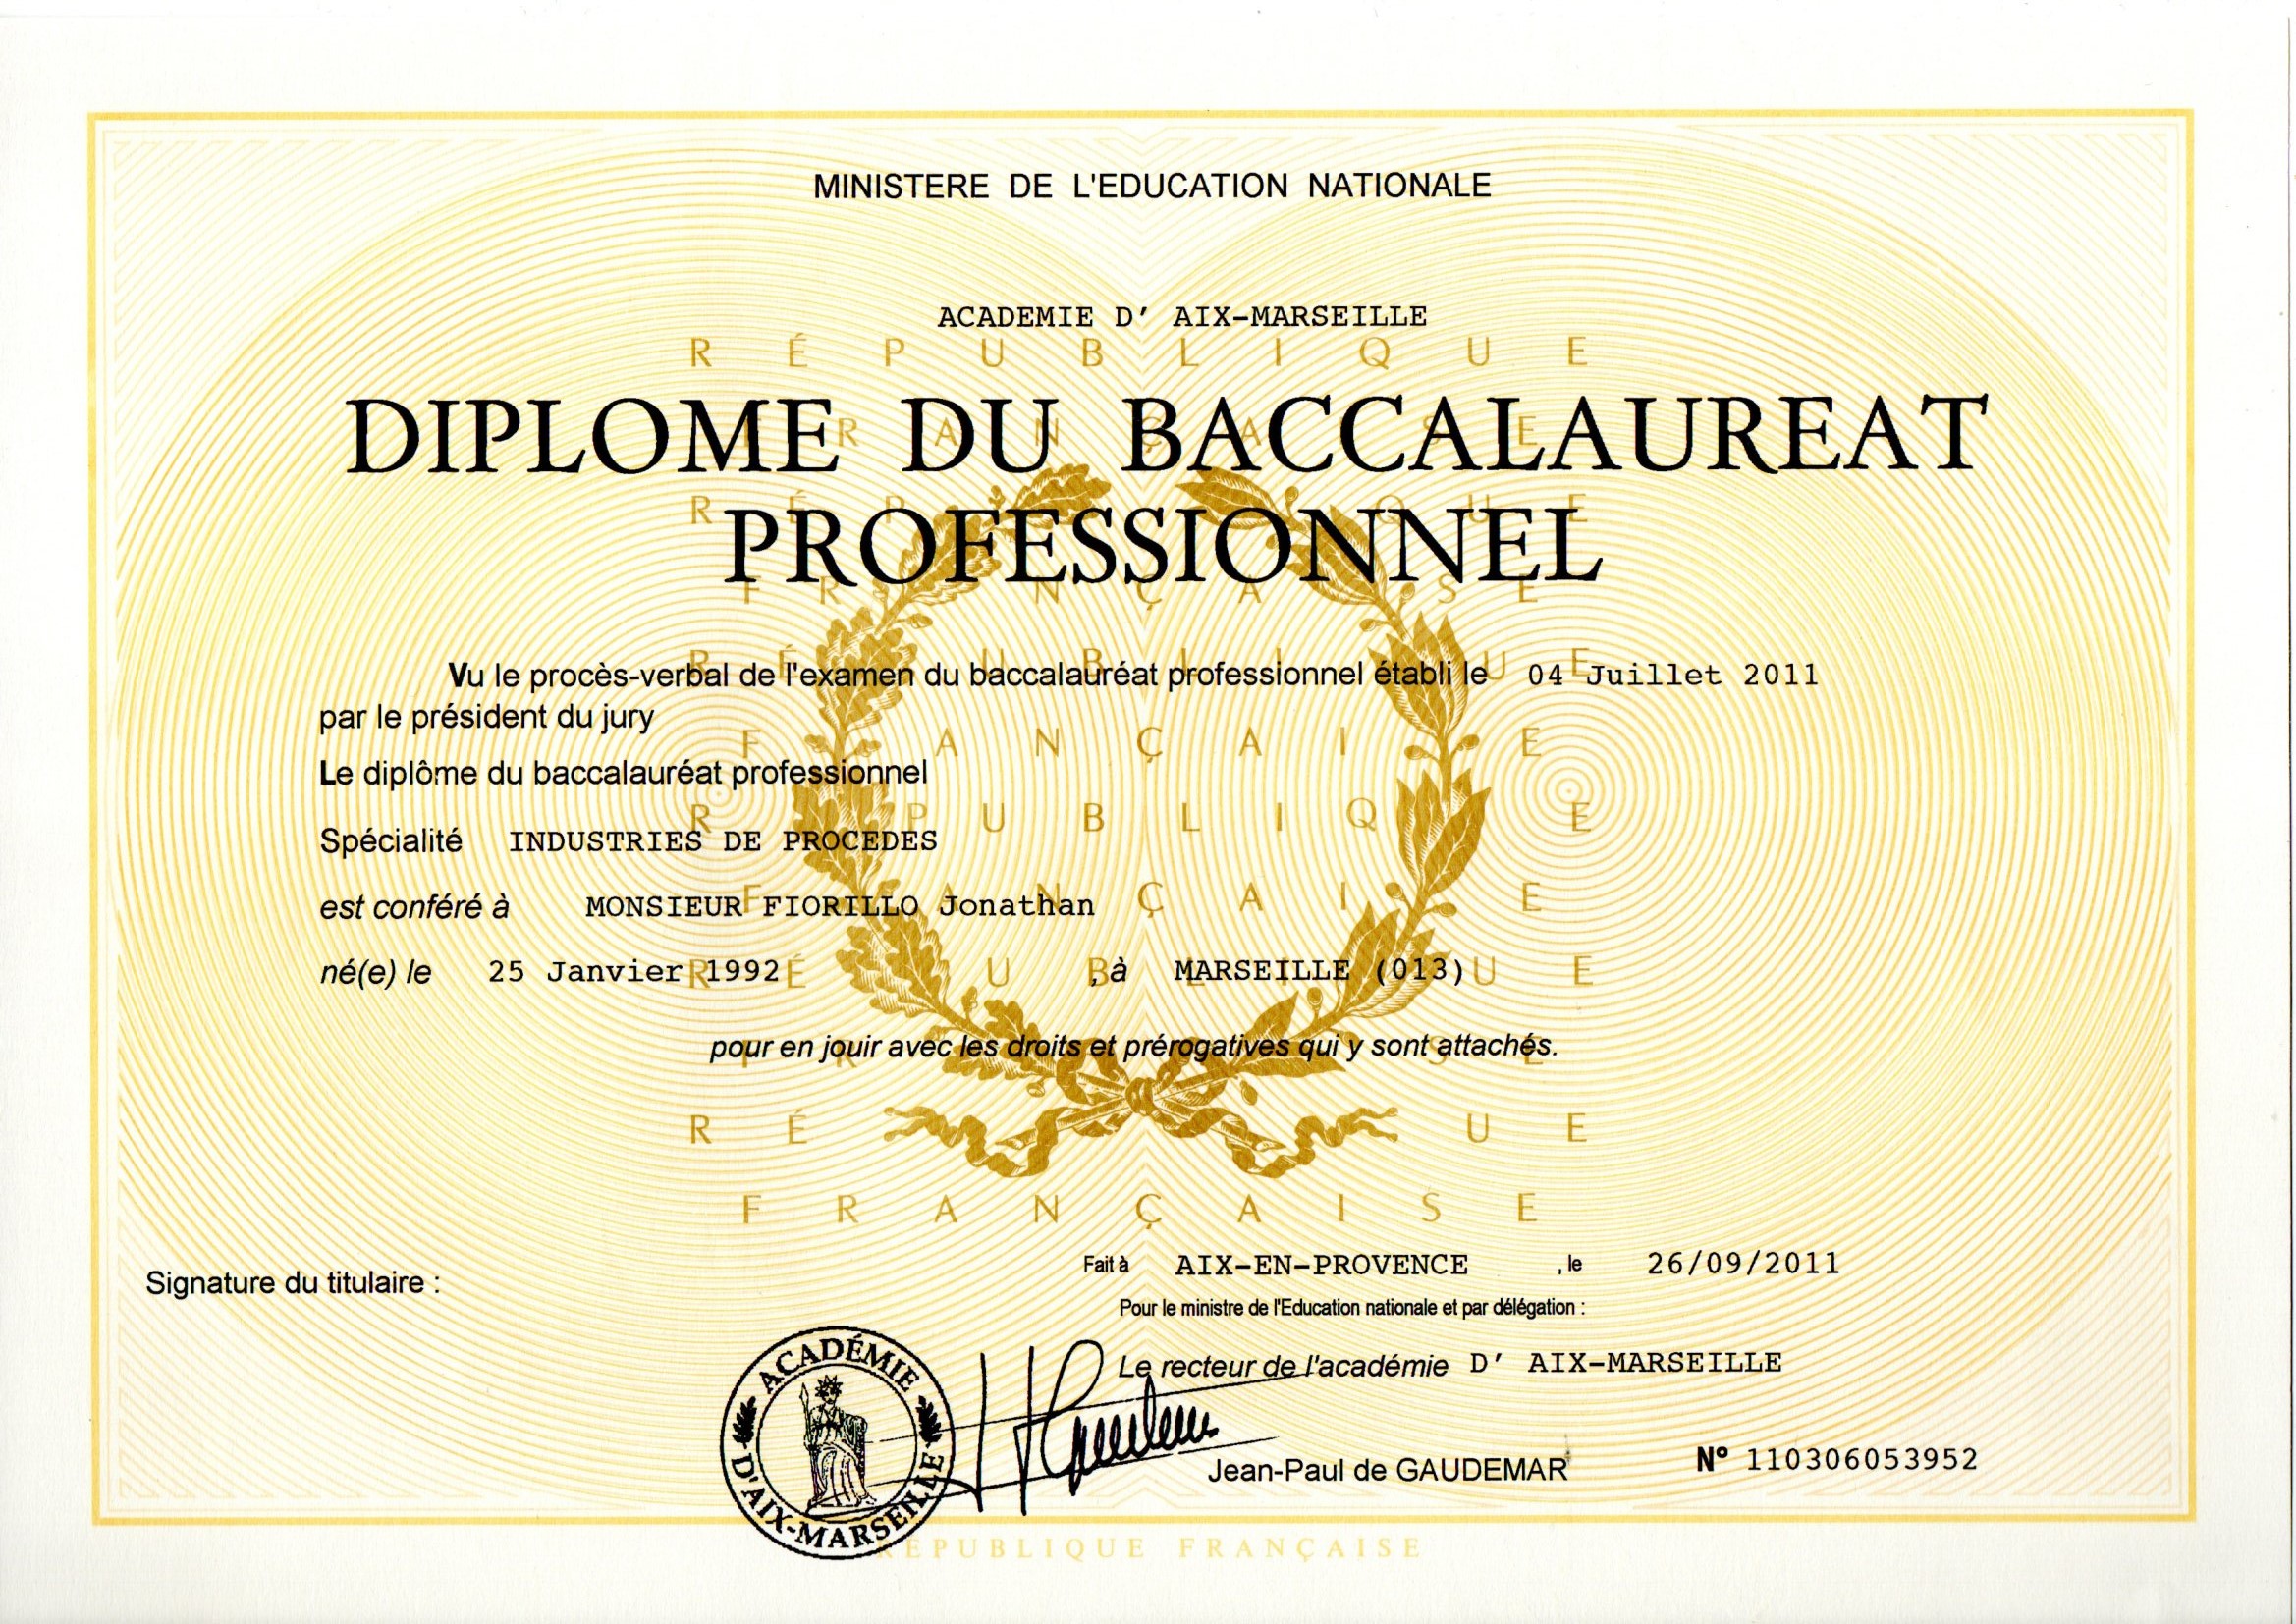 MINISTERE DE L'EDUCATION NATIONALE
ACADEMIE D' AIX-MARSEILLE
RÉPUBLIQUE
DIPLOME DU BACCALAUREAT
PROFESSIONNEL
Vu le procès-verbal de l'examen du baccalauréat professionnel établi le 04 Juillet 2011
par le président du jury
Le diplôme du baccalauréat professionnel
Spécialité INDUSTRIES DE PROCEDES
est conféré à MONSIEUR FIORILLO Jonathan
né(e) le 25 Janvier 1992 , à MARSEILLE (013)
pour en jouir avec les droits et prérogatives qui y sont attachés.
FRANÇAISE
Fait à AIX-EN-PROVENCE , le 26/09/2011
Signature du titulaire :
Pour le ministre de l'Education nationale et par délégation :
Le recteur de l'académie D' AIX-MARSEILLE
ACADÉMIE D'AIX-MARSEILLE
Jean-Paul de GAUDEMAR
N° 110306053952
RÉPUBLIQUE FRANÇAISE